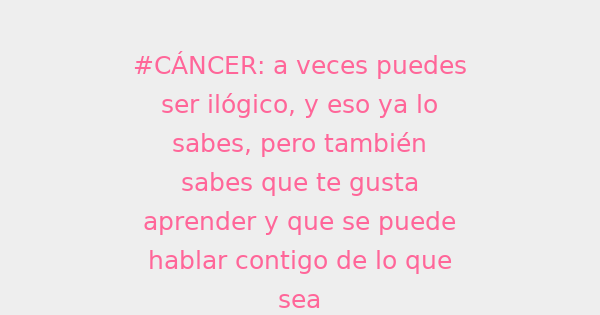 #CÁNCER: a veces puedes
ser ilógico, y eso ya lo
sabes, pero también
sabes que te gusta
aprender y que se puede
hablar contigo de lo que
sea